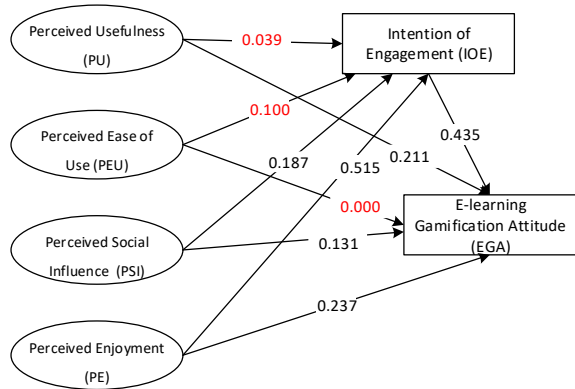 Perceived Usefulness
(PU)
0.039
Intention of
Engagement (IOE)
0.100
Perceived Ease of
Use (PEU)
0.187
0.515
0.211
0.435
0.000
E-learning
Gamification Attitude
(EGA)
Perceived Social
Influence (PSI)
0.131
0.237
Perceived Enjoyment
(PE)